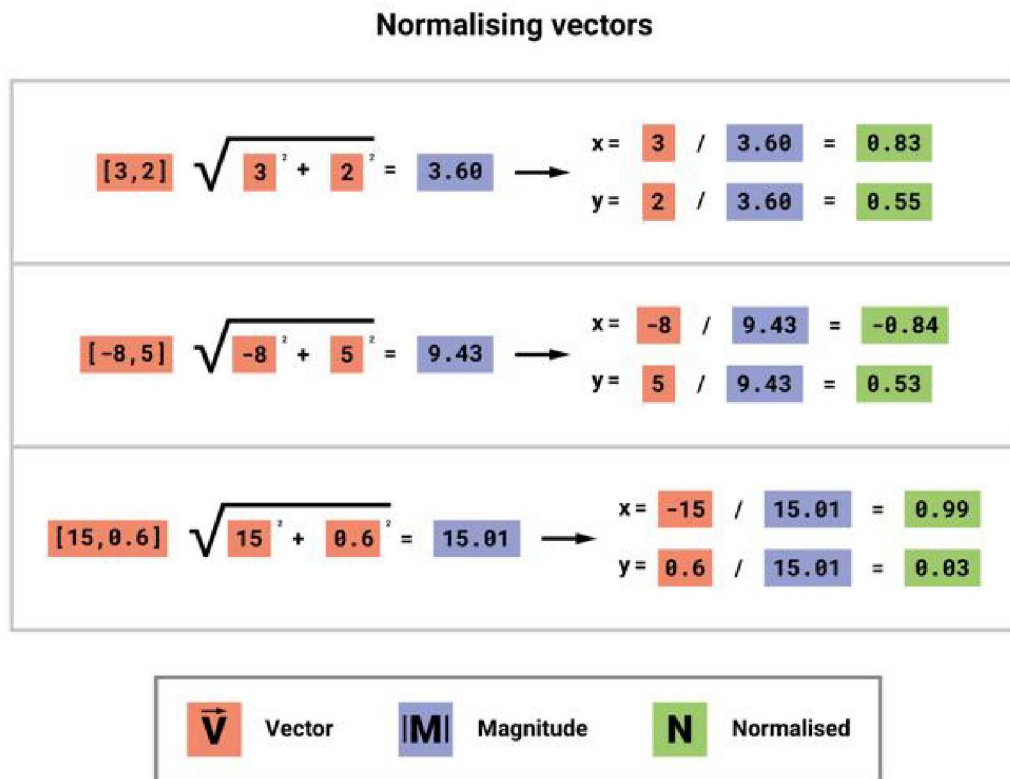 Normalising vectors
[3,2] √ 3² + 2² = 3.60
x = 3 / 3.60 = 0.83
y = 2 / 3.60 = 0.55
[-8,5] √ -8² + 5² = 9.43
x = -8 / 9.43 = -0.84
y = 5 / 9.43 = 0.53
[15,0.6] √ 15² + 0.6² = 15.01
x = -15 / 15.01 = 0.99
y = 0.6 / 15.01 = 0.03
V Vector |M| Magnitude N Normalised